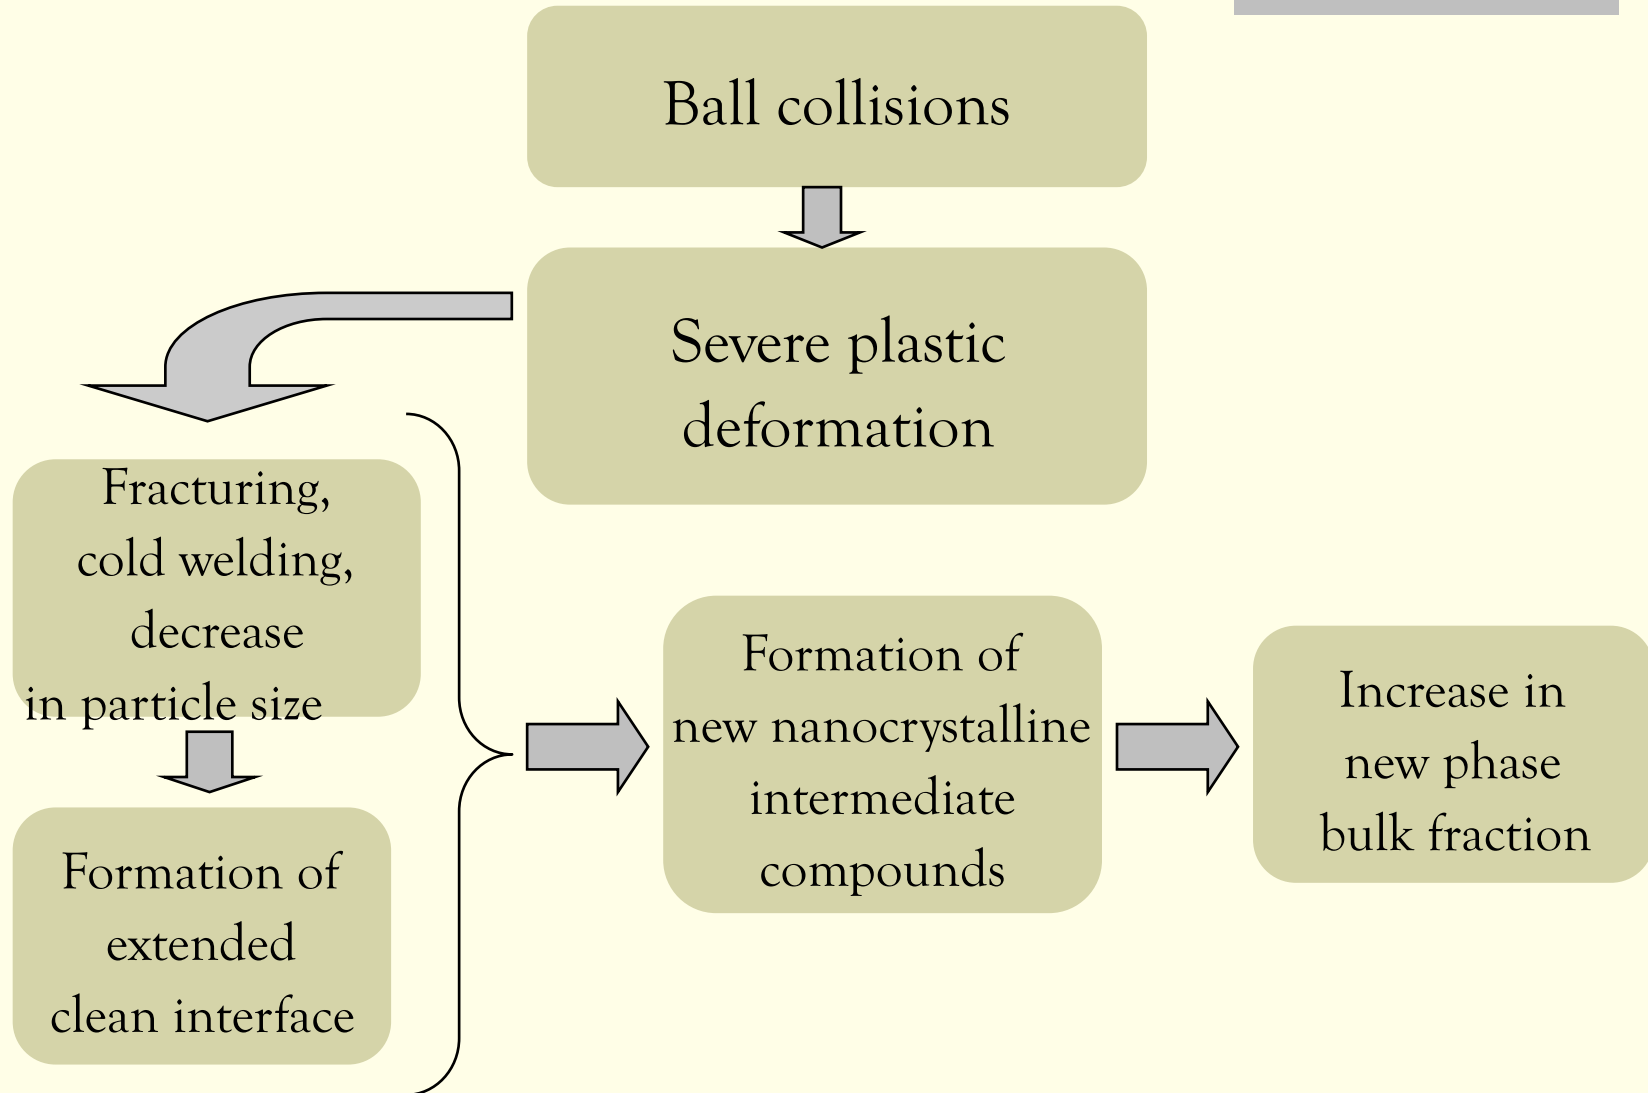 Ball collisions
Severe plastic
deformation
Fracturing,
cold welding,
decrease
in particle size
Formation of
extended
clean interface
Formation of
new nanocrystalline
intermediate
compounds
Increase in
new phase
bulk fraction